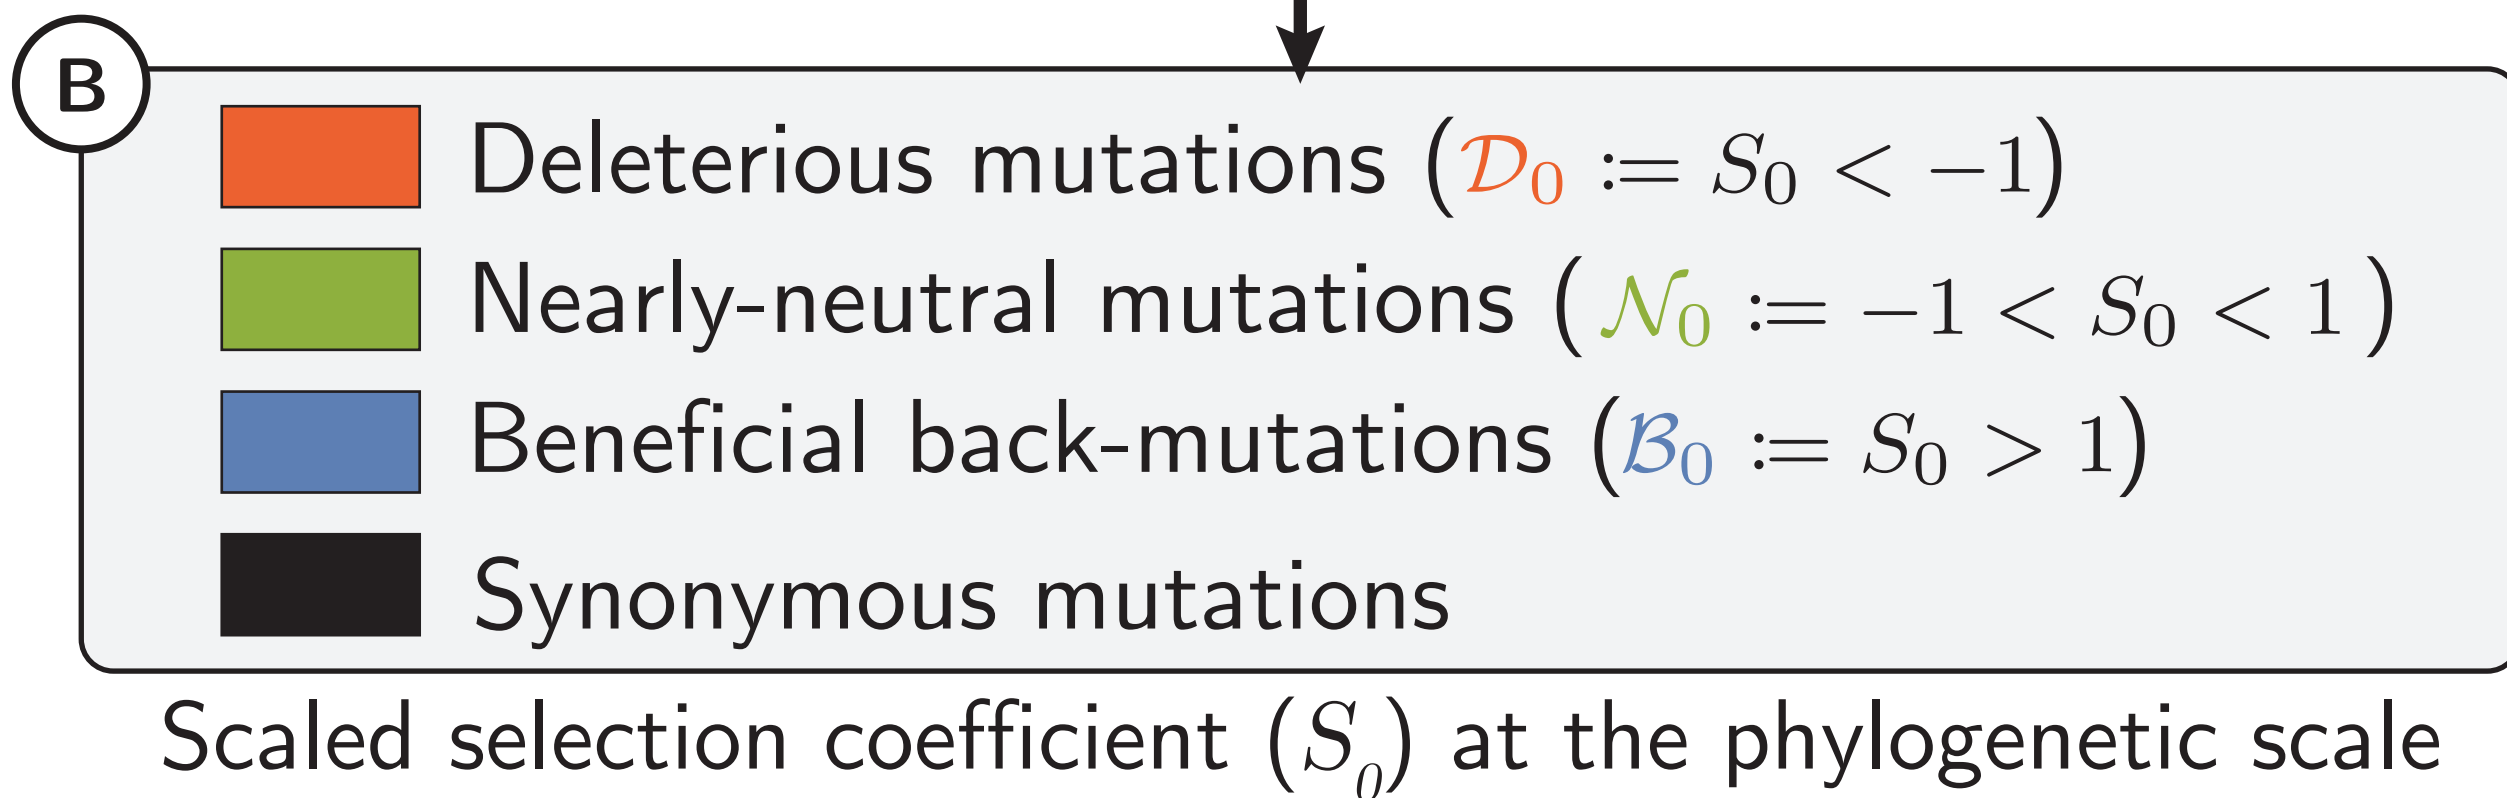 B
Deleterious mutations (𝒟₀ := S₀ < −1)
Nearly-neutral mutations (𝒩₀ := −1 < S₀ < 1 )
Beneficial back-mutations (ℬ₀ := S₀ > 1)
Synonymous mutations
Scaled selection coefficient (S₀) at the phylogenetic scale